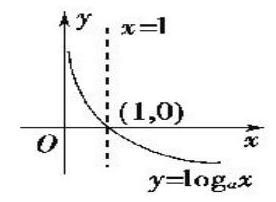 y
x=1
(1,0)
O
x
y=logₐx